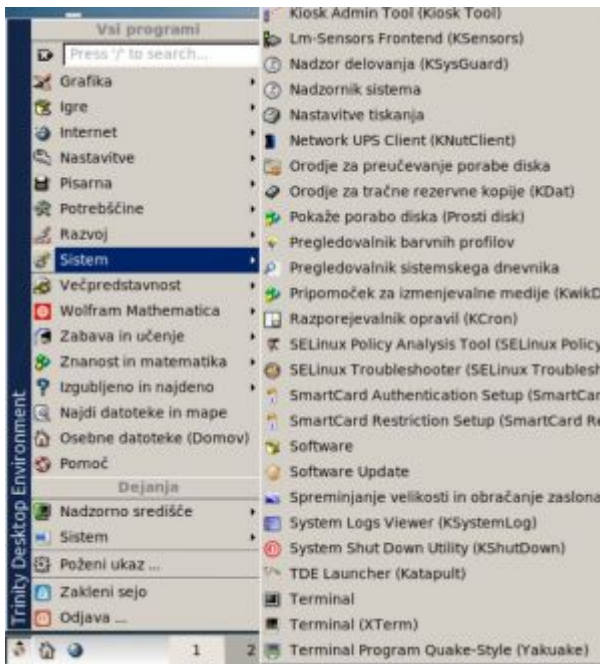 Vsi programi
Press '/' to search...
Grafika
Igre
Internet
Nastavitve
Pisarna
Potrebščine
Razvoj
Sistem
Večpredstavnost
Wolfram Mathematica
Zabava in učenje
Znanost in matematika
Izgubljeno in najdeno
Najdi datoteke in mape
Osebne datoteke (Domov)
Pomoč
Dejanja
Nadzorno središče
Sistem
Poženi ukaz ...
Zakleni sejo
Odjava ...
Trinity Desktop Environment
1
2
Kiosk Admin Tool (Kiosk Tool)
Lm-Sensors Frontend (KSensors)
Nadzor delovanja (KSysGuard)
Nadzornik sistema
Nastavitve tiskanja
Network UPS Client (KNutClient)
Orodje za preučevanje porabe diska
Orodje za tračne rezervne kopije (KDat)
Pokaže porabo diska (Prosti disk)
Pregledovalnik barvnih profilov
Pregledovalnik sistemskega dnevnika
Pripomoček za izmenjevalne medije (KwikD
Razporejevalnik opravil (KCron)
SELinux Policy Analysis Tool (SELinux Policy
SELinux Troubleshooter (SELinux Troublesh
SmartCard Authentication Setup (SmartCar
SmartCard Restriction Setup (SmartCard Re
Software
Software Update
Spreminjanje velikosti in obračanje zaslona
System Logs Viewer (KSystemLog)
System Shut Down Utility (KShutDown)
TDE Launcher (Katapult)
Terminal
Terminal (XTerm)
Terminal Program Quake-Style (Yakuake)